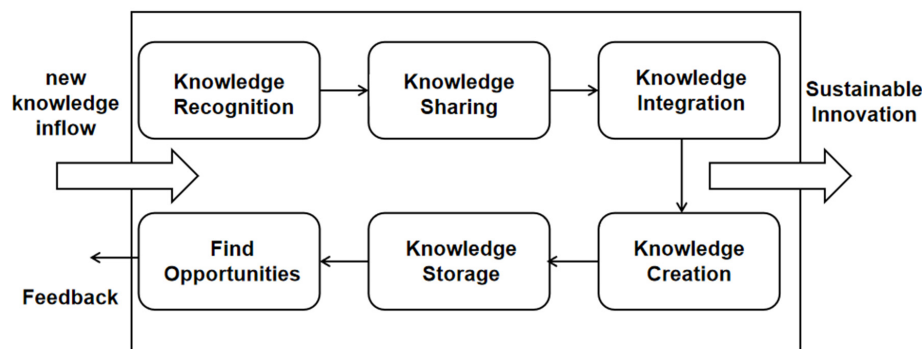 new
knowledge
inflow
Knowledge
Recognition
Knowledge
Sharing
Knowledge
Integration
Sustainable
Innovation
Find
Opportunities
Knowledge
Storage
Knowledge
Creation
Feedback